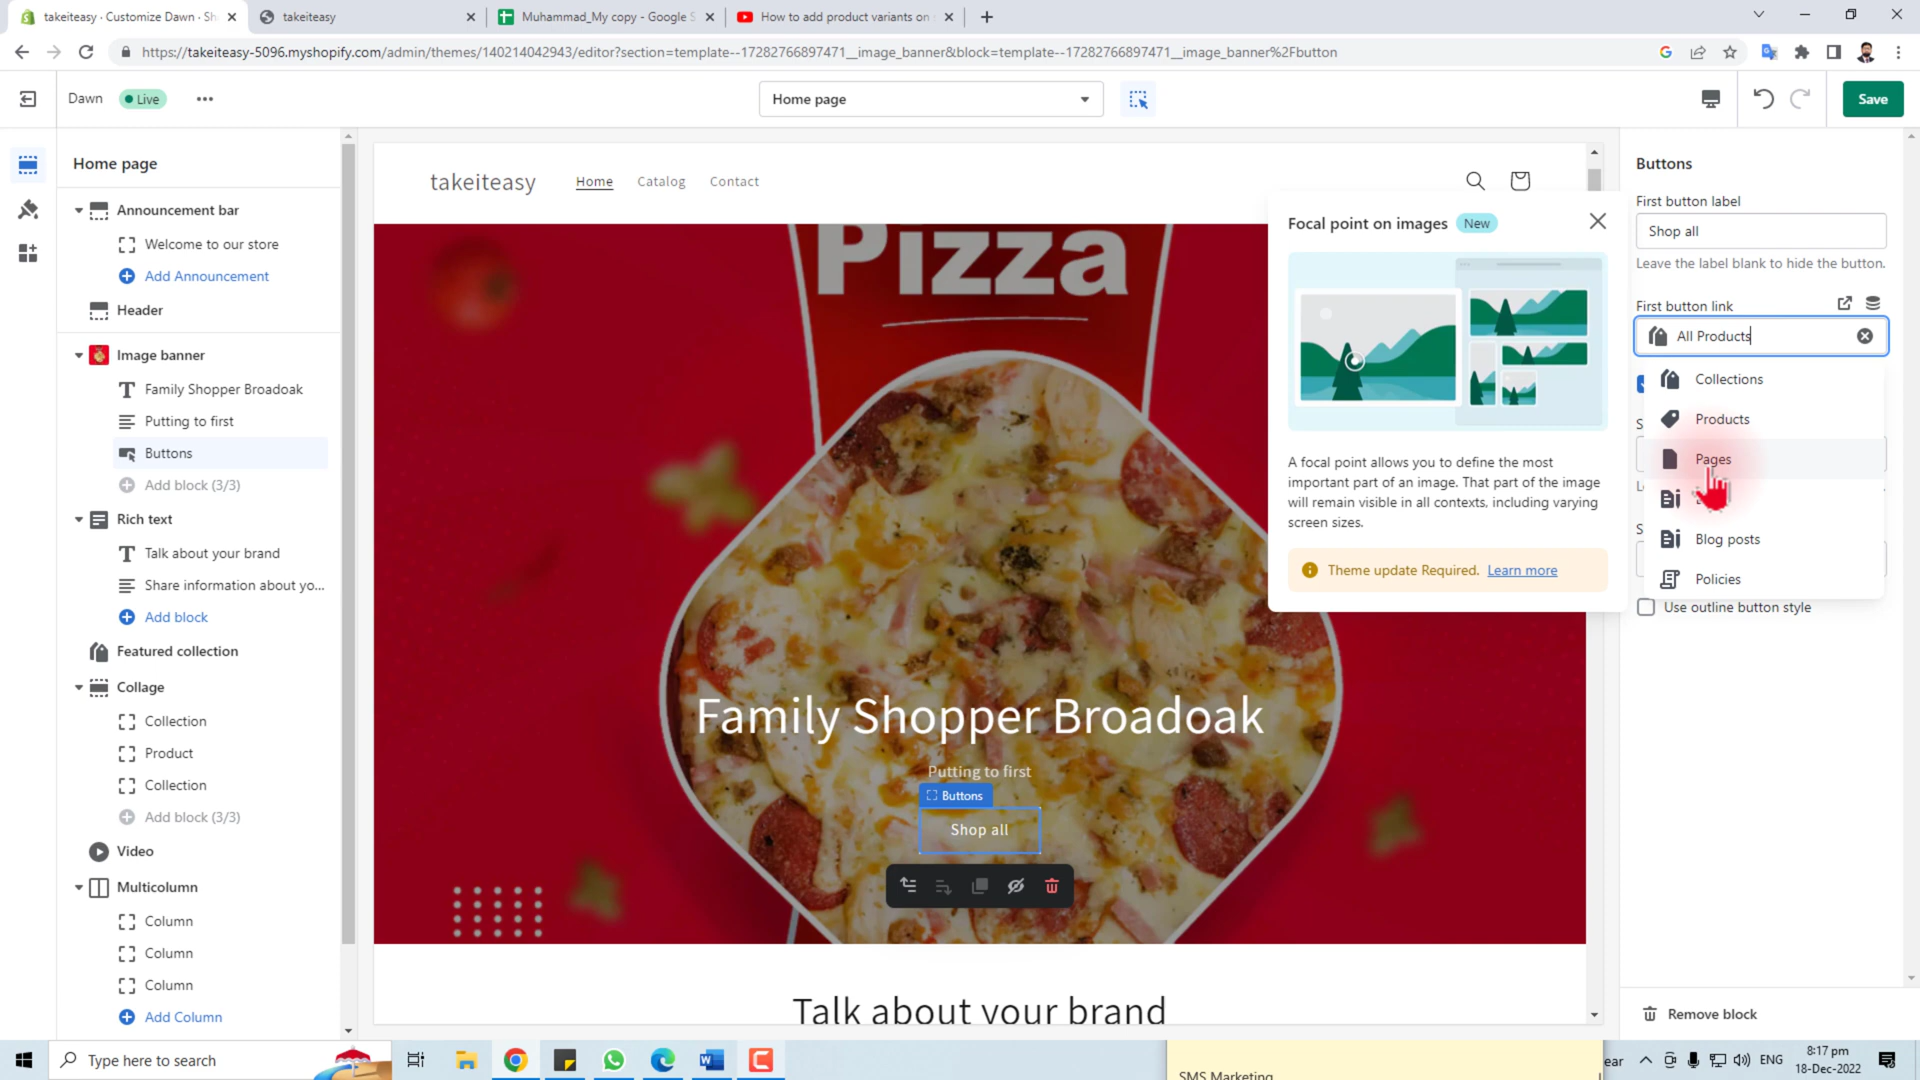 takeiteasy · Customize Dawn · Sh
takeiteasy
Muhammad_My copy - Google S
How to add product variants on
https://takeiteasy-5096.myshopify.com/admin/themes/140214042943/editor?section=template--17282766897471__image_banner&block=template--17282766897471__image_banner%2Fbutton
Dawn
Live
Home page
Save
Home page
Announcement bar
Welcome to our store
Add Announcement
Header
Image banner
Family Shopper Broadoak
Putting to first
Buttons
Add block (3/3)
Rich text
Talk about your brand
Share information about yo...
Add block
Featured collection
Collage
Collection
Product
Collection
Add block (3/3)
Video
Multicolumn
Column
Column
Column
Add Column
takeiteasy
Home
Catalog
Contact
Pizza
Family Shopper Broadoak
Putting to first
Buttons
Shop all
Talk about your brand
Focal point on images
New
A focal point allows you to define the most
important part of an image. That part of the image
will remain visible in all contexts, including varying
screen sizes.
Theme update Required. Learn more
Buttons
First button label
Shop all
Leave the label blank to hide the button.
First button link
All Products
Collections
Products
Pages
Blog posts
Policies
Use outline button style
Remove block
Type here to search
SMS Marketing
ear
ENG
8:17 pm
18-Dec-2022